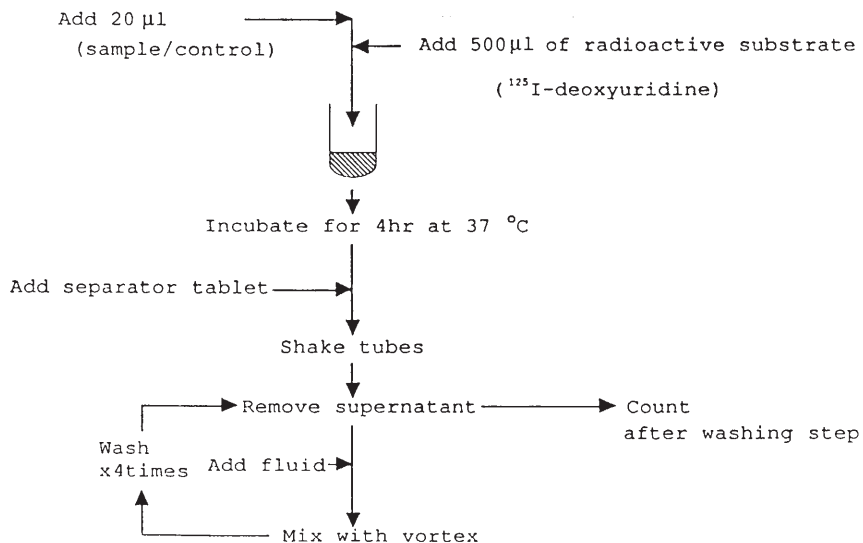 Add 20 µl
(sample/control)
Add 500µl of radioactive substrate
(¹²⁵I-deoxyuridine)
Incubate for 4hr at 37 °C
Add separator tablet
Shake tubes
Remove supernatant
Count
after washing step
Wash
x4times
Add fluid
Mix with vortex